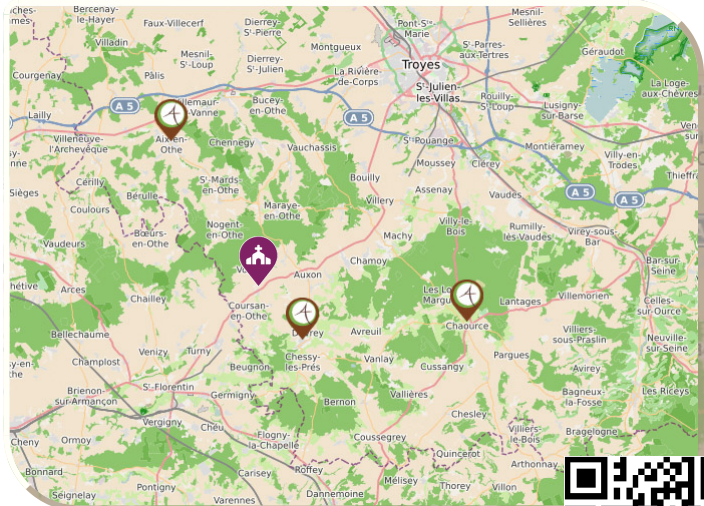 Bercenay-
le-Hayer
Faux-Villecerf
Dierrey-
Sᵗ-Pierre
Pont-Sᵗᵉ
Marie
Mesnil-
Sellières
Villadin
Montgueux
Troyes
Sᵗ-Parres-
aux-Tertres
Géraudot
Courgenay
Pâlis
Mesnil-
Sᵗ-Loup
Dierrey-
Sᵗ-Julien
La Rivière-
de-Corps
Sᵗ-Julien-
les-Villas
La Loge-
aux-Chèvres
Lailly
A 5
Bucey-
en-Othe
A 5
Rouilly-
Sᵗ-Loup
Lusigny-
sur-Barse
Villeneuve-
l'Archevêque
Othe
Chennegy
Vauchassis
Sᵗ-Pouange
Montiéramey
Moussey
Clérey
Villy-en-
Trodes
Sièges
Cérilly
Sᵗ-Mards-
en-Othe
Bouilly
Assenay
A 5
A 5
Bérulle
Coulours
Maraye-
en-Othe
Villery
Vaudes
Nogent-
en-Othe
Villy-le-
Bois
Rumilly-
lès-Vaudes
Virey-sous-
Bar
Vaudeurs
Bœurs-
en-Othe
Machy
Chamoy
Bar-sur-
Seine
Arces
Chailley
Auxon
Lantages
Villemorien
Celles-
sur-Ource
Coursan-
en-Othe
Chaource
Bellechaume
Avreuil
Villiers-
sous-Praslin
Neuville-
sur-Seine
Champlost
Venizy
Turny
Beugnon
Chessy-
les-Prés
Vanlay
Cussangy
Pargues
Avirey
Brienon-
sur-Armançon
Sᵗ-Florentin
Germigny
Bernon
Vallières
Bagneux-
la-Fosse
Les Riceys
Vergigny
Chéu
Chesley
Cheny
Ormoy
Flogny-
la-Chapelle
Coussegrey
Villiers-
le-Bois
Bragelogne
Bonnard
Carisey
Roffey
Quincerot
Arthonnay
Seignelay
Pontigny
Varennes
Dannemoine
Mélisey
Thorey
Villon